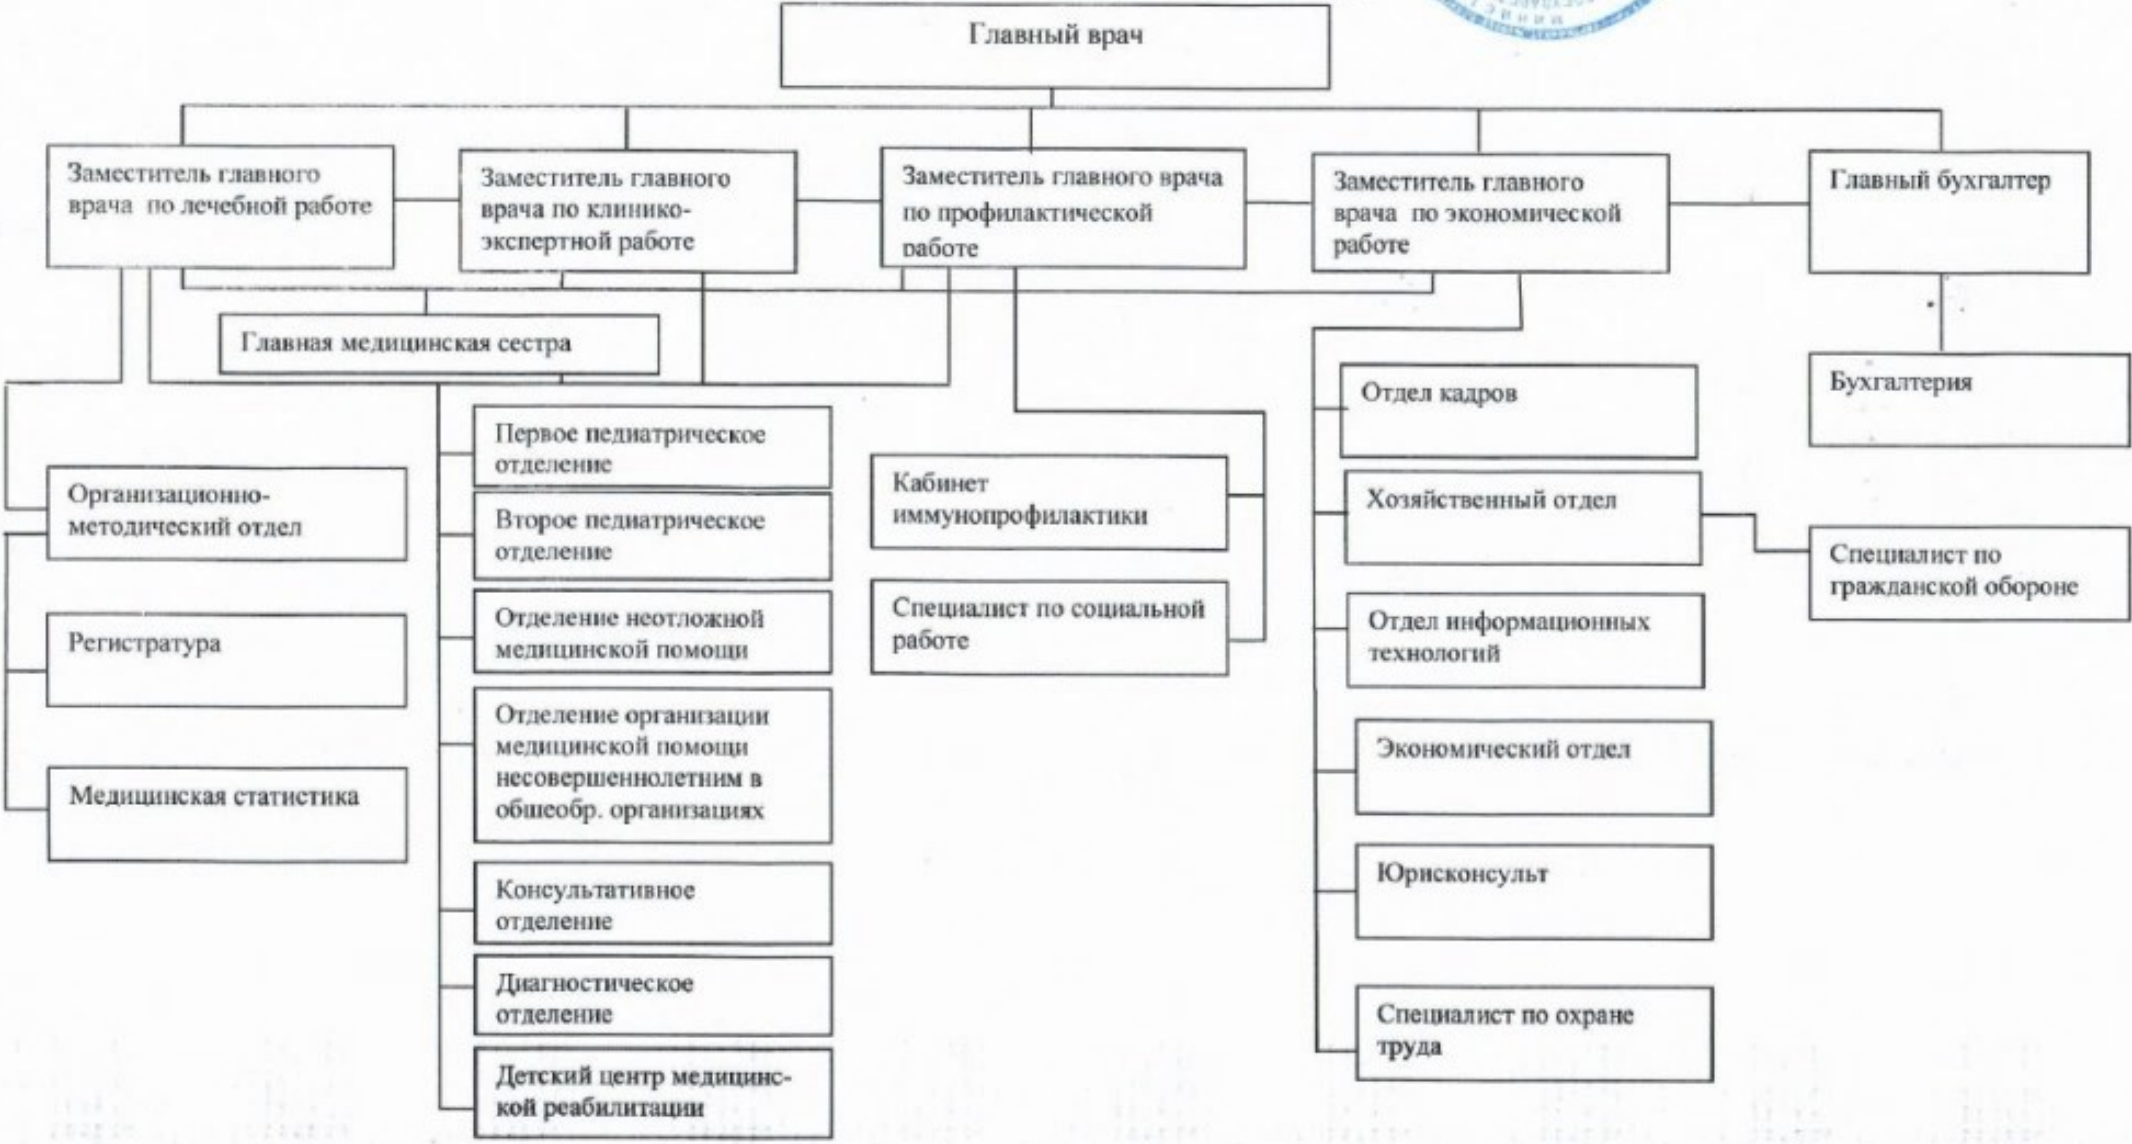 Главный врач
Заместитель главного
врача по лечебной работе
Заместитель главного
врача по клинико-
экспертной работе
Заместитель главного врача
по профилактической
работе
Заместитель главного
врача по экономической
работе
Главный бухгалтер
Главная медицинская сестра
Организационно-
методический отдел
Регистратура
Медицинская статистика
Первое педиатрическое
отделение
Второе педиатрическое
отделение
Отделение неотложной
медицинской помощи
Отделение организации
медицинской помощи
несовершеннолетним в
общеобр. организациях
Консультативное
отделение
Диагностическое
отделение
Детский центр медицинс-
кой реабилитации
Кабинет
иммунопрофилактики
Специалист по социальной
работе
Отдел кадров
Хозяйственный отдел
Отдел информационных
технологий
Экономический отдел
Юрисконсульт
Специалист по охране
труда
Бухгалтерия
Специалист по
гражданской обороне